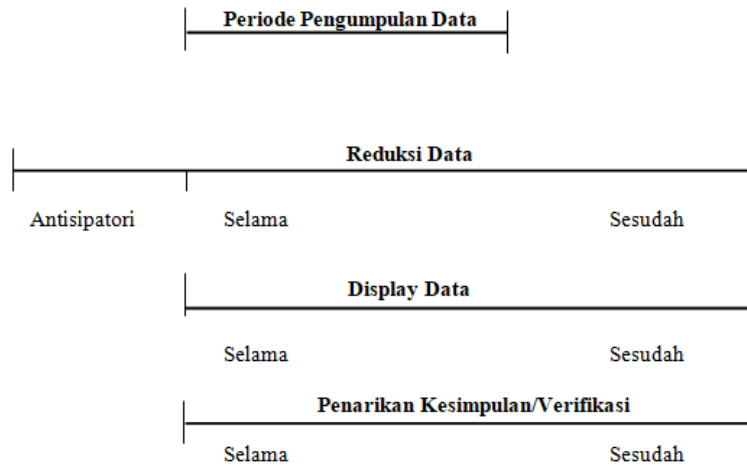 Periode Pengumpulan Data
Reduksi Data
Antisipatori Selama Sesudah
Display Data
Selama Sesudah
Penarikan Kesimpulan/Verifikasi
Selama Sesudah